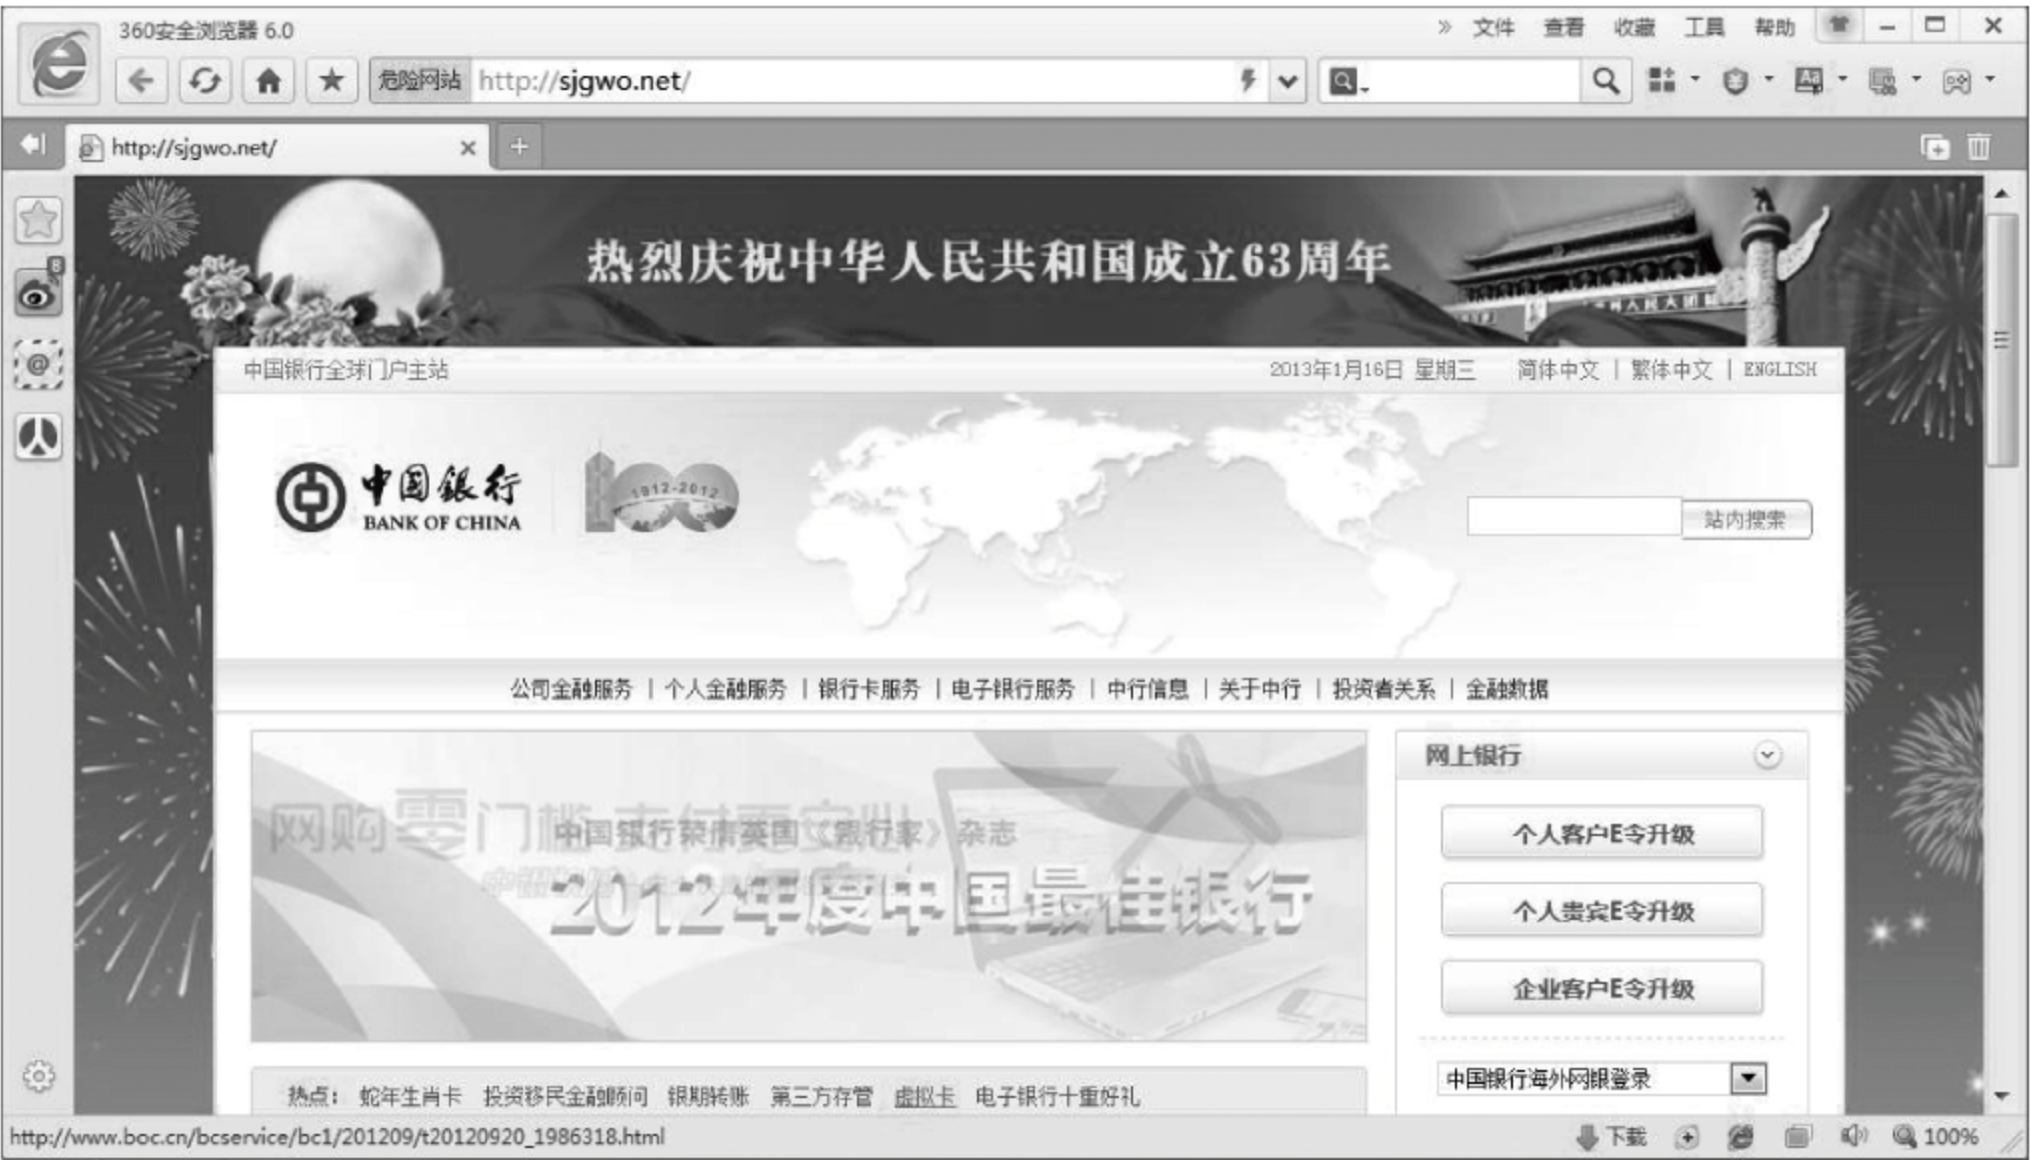 360安全浏览器 6.0
» 文件 查看 收藏 工具 帮助
危险网站 http://sjgwo.net/
http://sjgwo.net/
热烈庆祝中华人民共和国成立63周年
中国银行全球门户主站
2013年1月16日 星期三 简体中文 | 繁体中文 | ENGLISH
中国銀行
BANK OF CHINA
1912-2012
站内搜索
公司金融服务 | 个人金融服务 | 银行卡服务 | 电子银行服务 | 中行信息 | 关于中行 | 投资者关系 | 金融数据
网购零门槛 支付更安心
中国银行荣膺英国《银行家》杂志
2012年度中国最佳银行
网上银行
个人客户E令升级
个人贵宾E令升级
企业客户E令升级
中国银行海外网银登录
热点： 蛇年生肖卡 投资移民金融顾问 银期转账 第三方存管 虚拟卡 电子银行十重好礼
http://www.boc.cn/bcservice/bc1/201209/t20120920_1986318.html
下载 100%